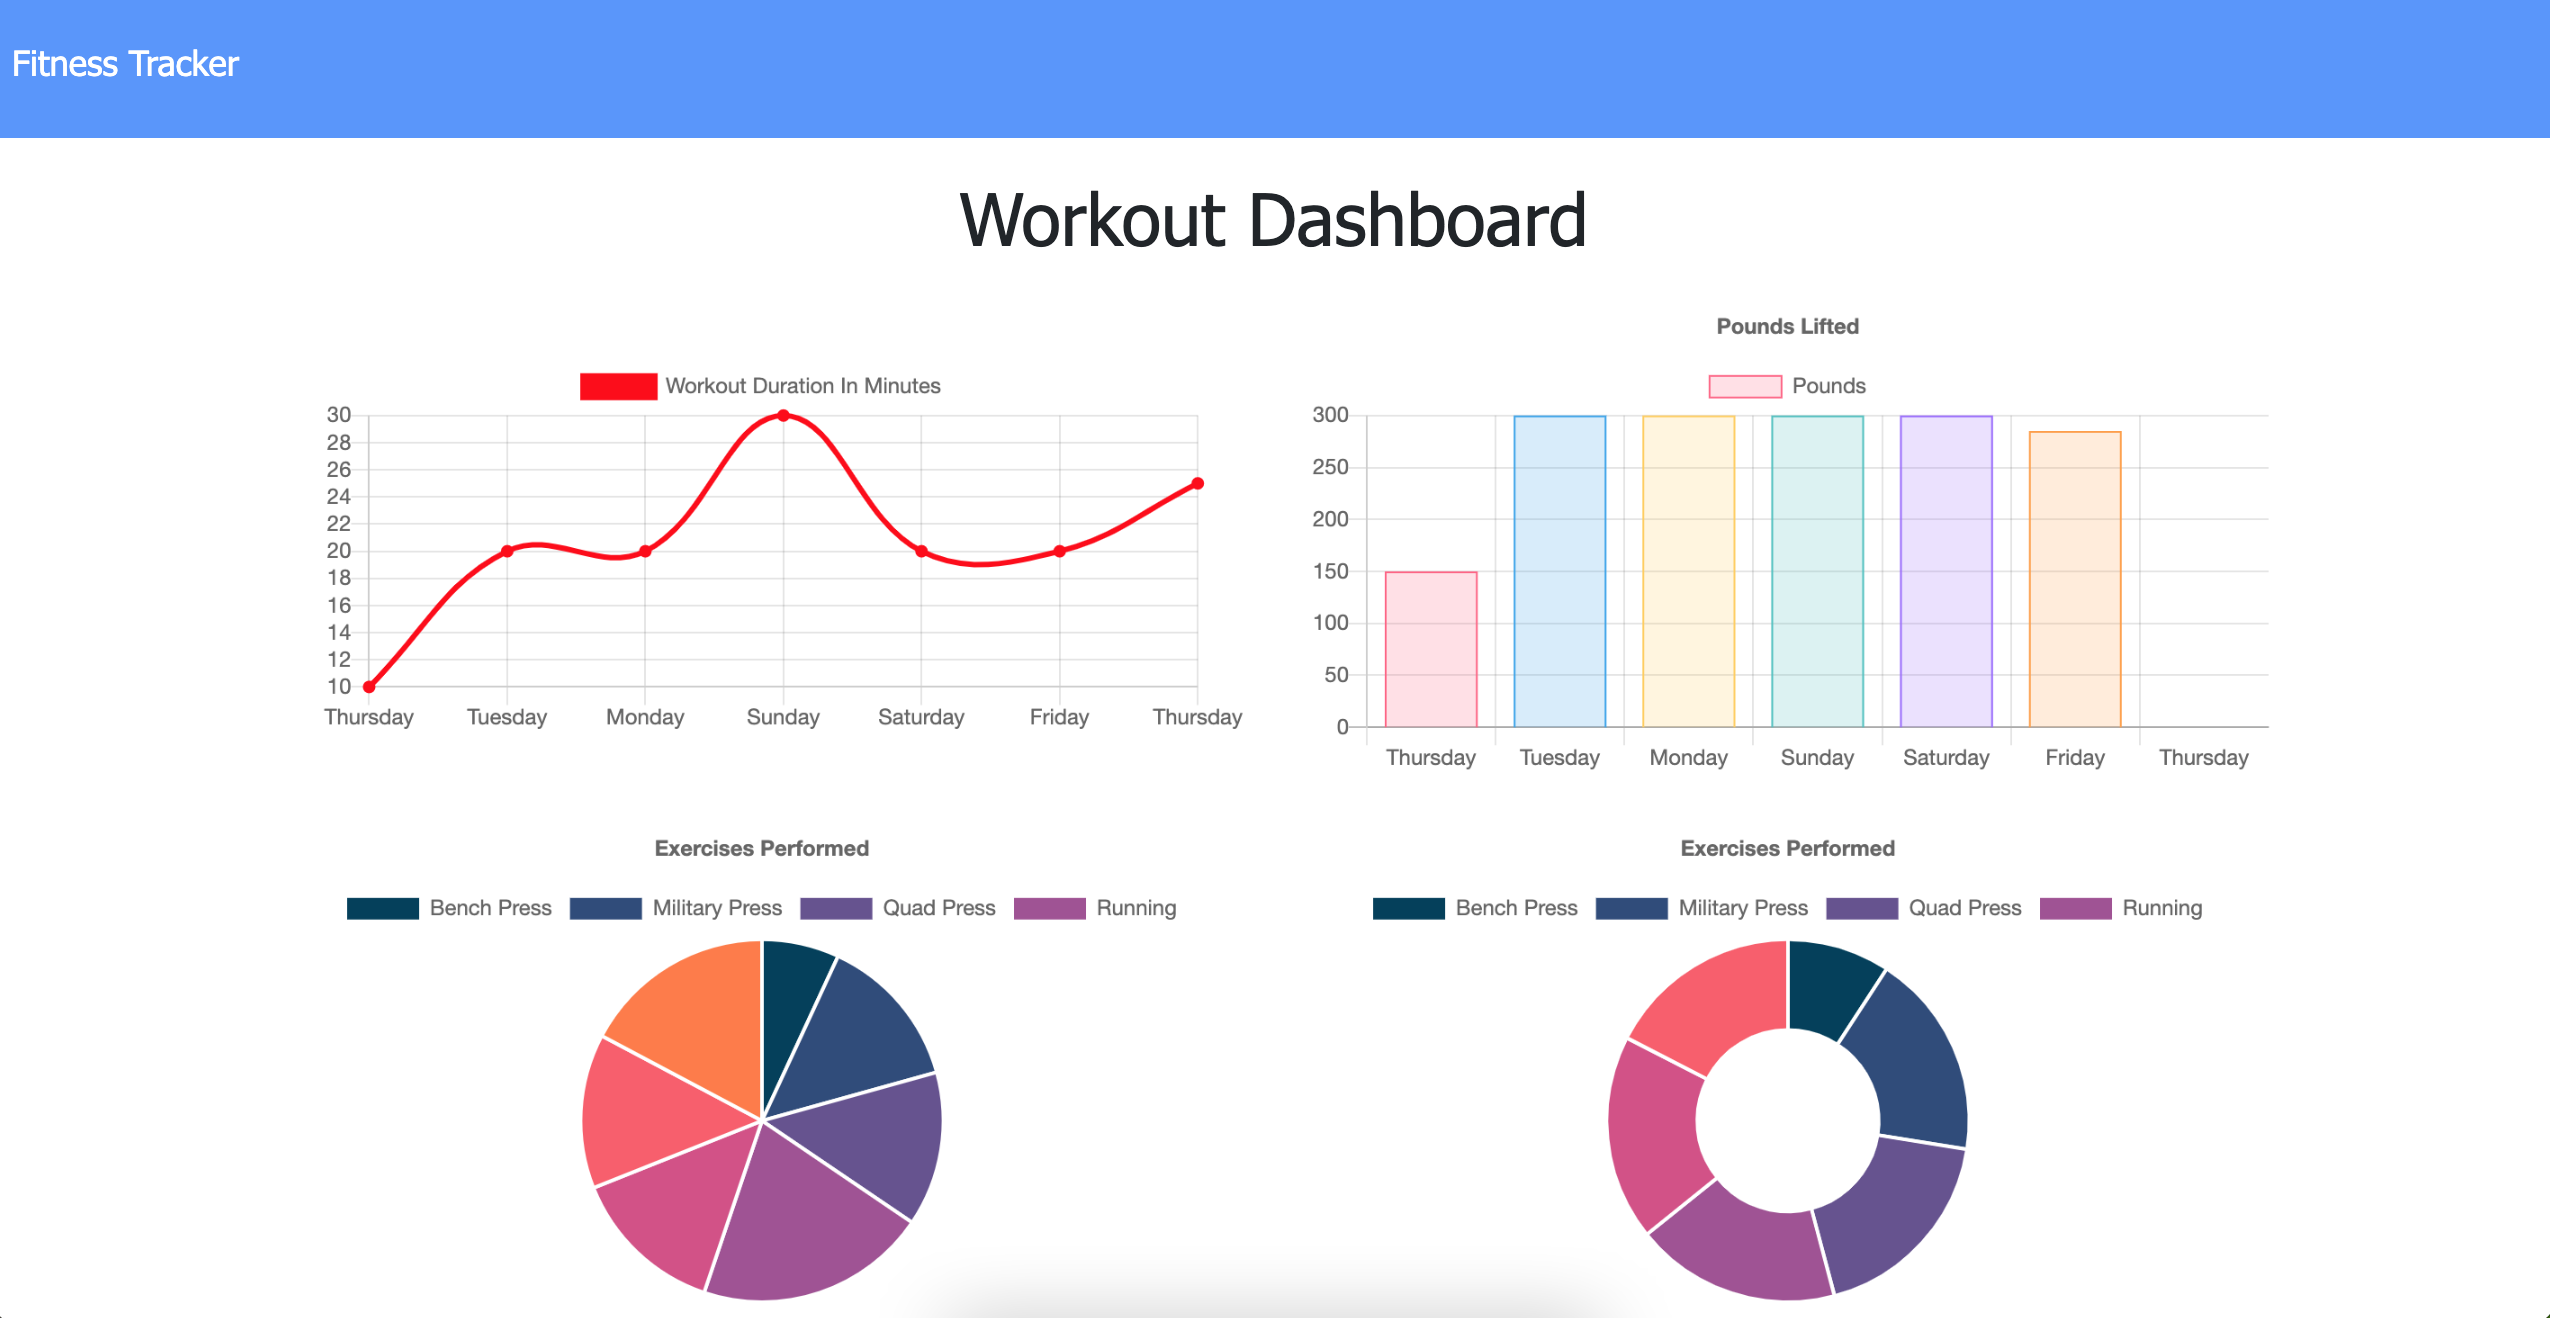 Fitness Tracker
Workout Dashboard
Workout Duration In Minutes
30
28
26
24
22
20
18
16
14
12
10
Thursday Tuesday Monday Sunday Saturday Friday Thursday
Pounds Lifted
Pounds
300
250
200
150
100
50
0
Thursday Tuesday Monday Sunday Saturday Friday Thursday
Exercises Performed
Bench Press Military Press Quad Press Running
Exercises Performed
Bench Press Military Press Quad Press Running